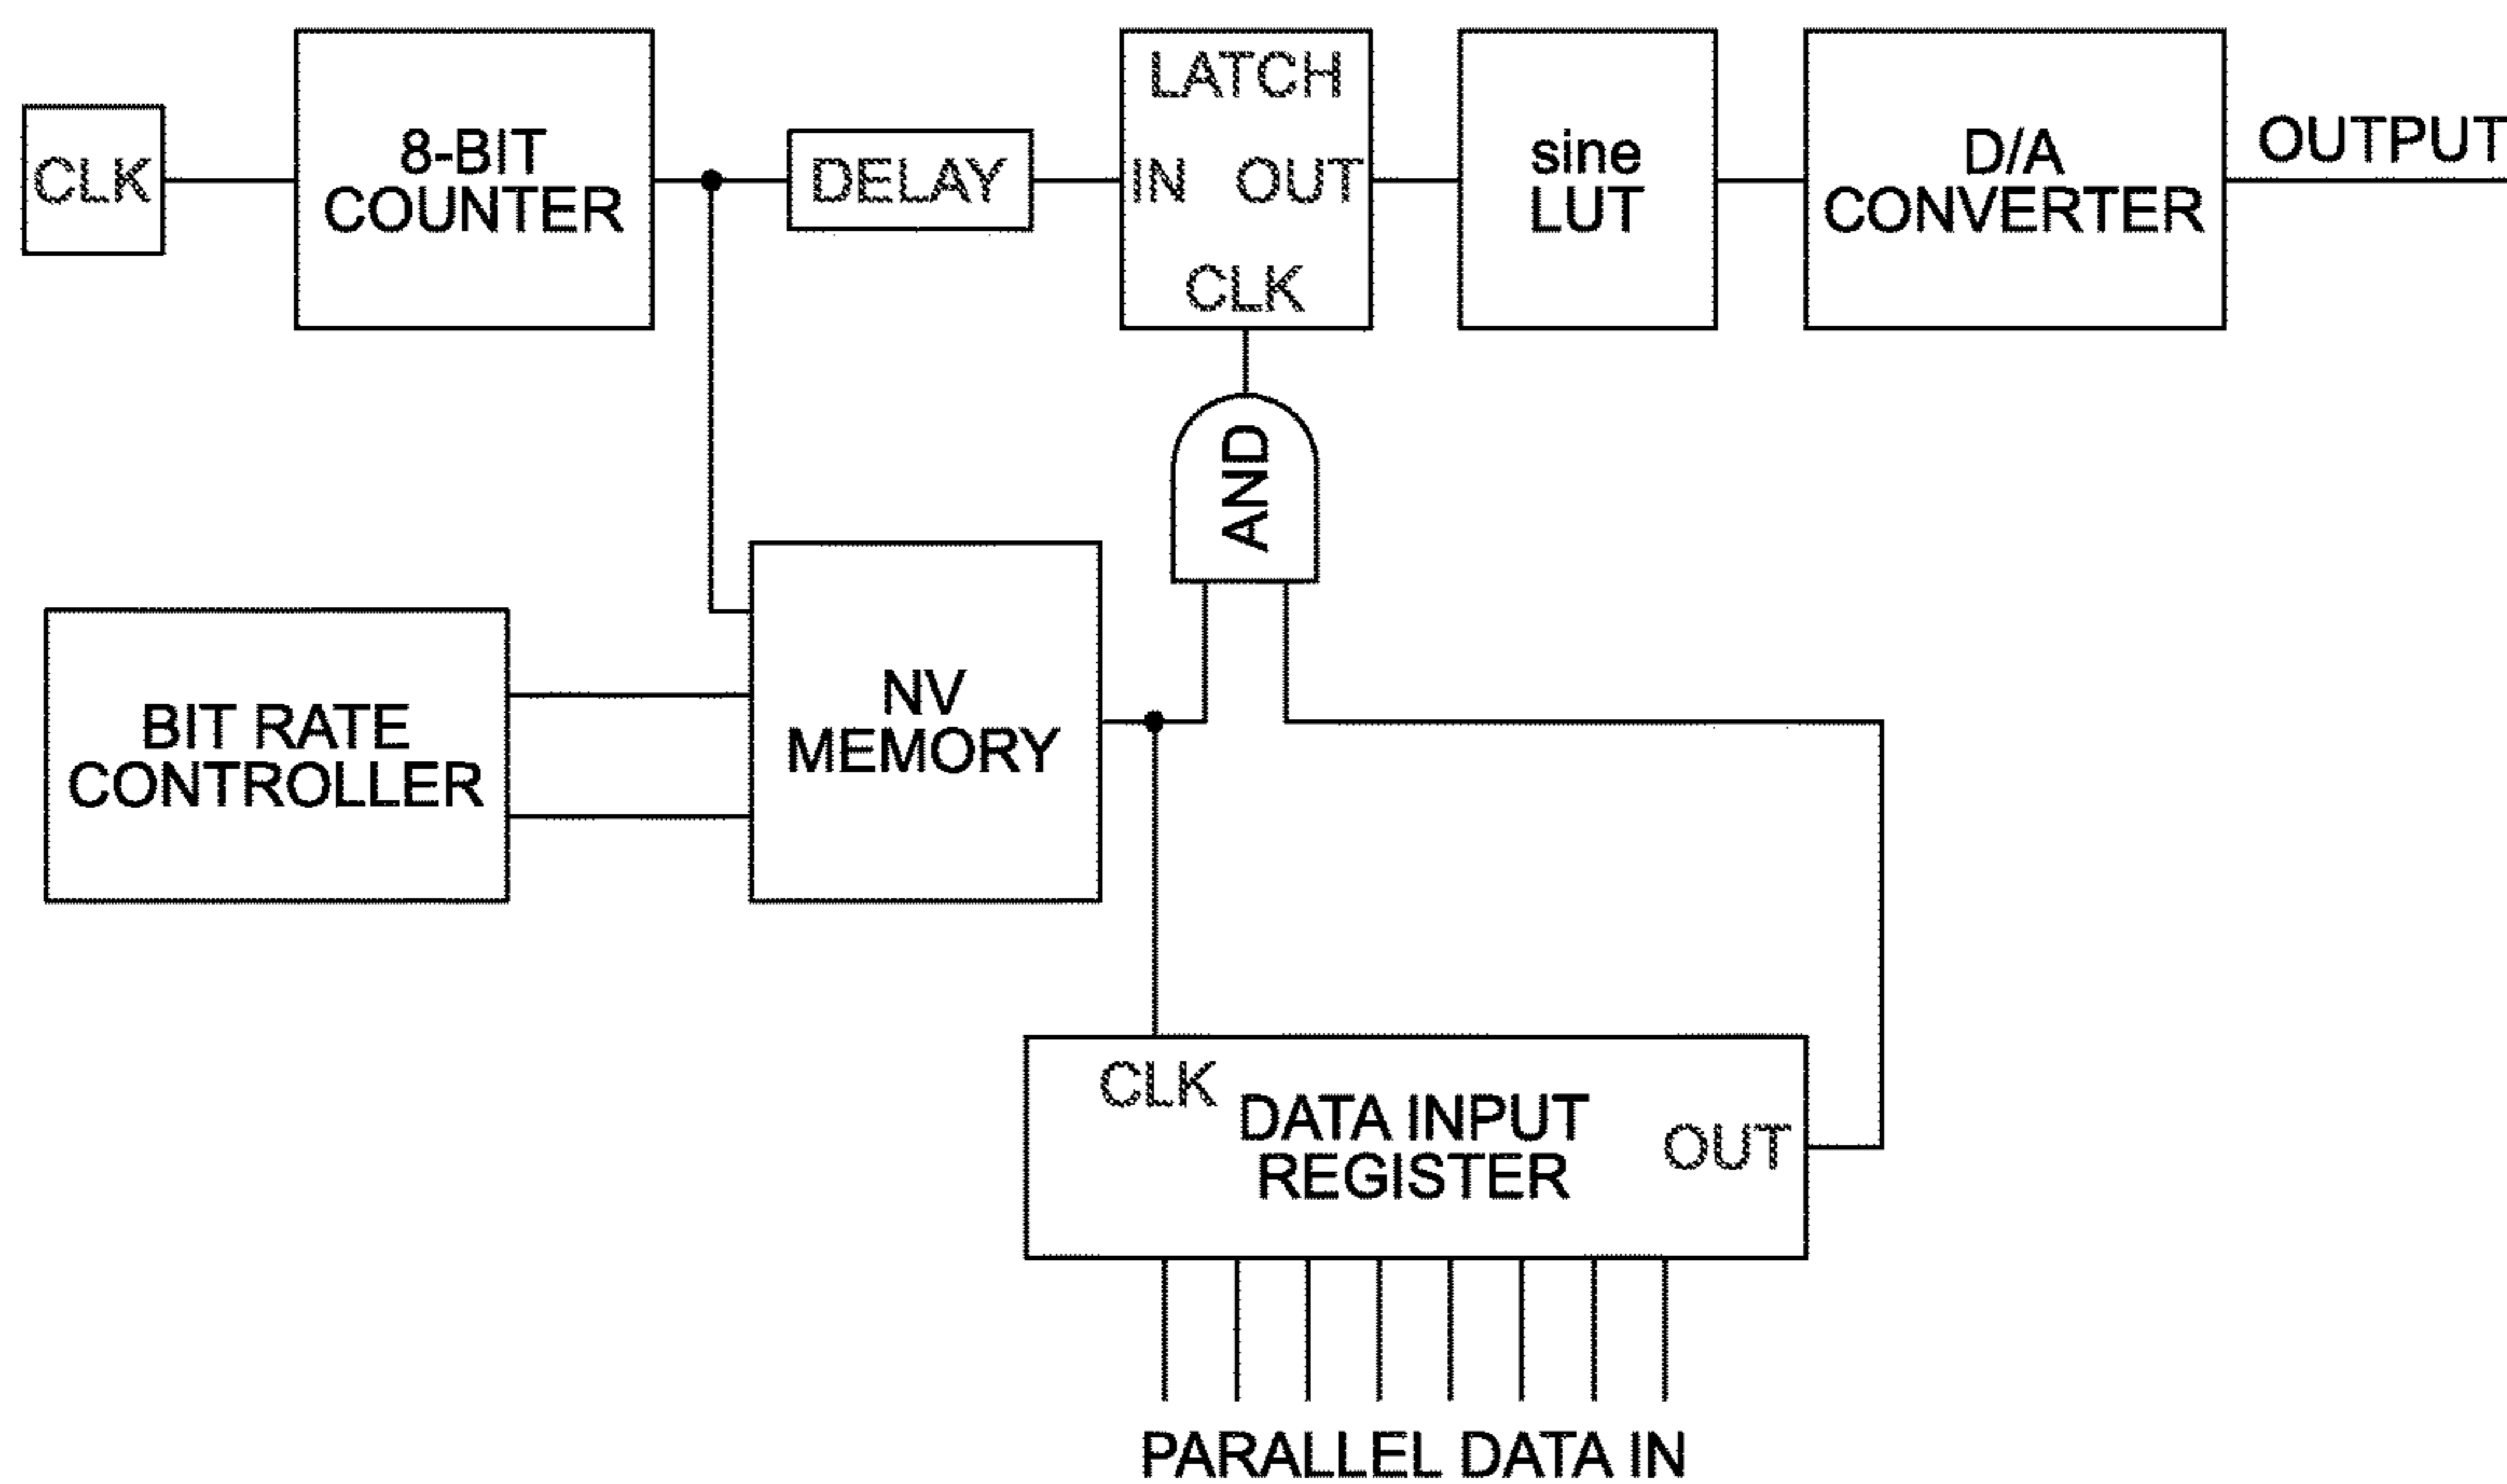 CLK
8-BIT
COUNTER
DELAY
LATCH
IN OUT
CLK
sine
LUT
D/A
CONVERTER
OUTPUT
AND
BIT RATE
CONTROLLER
NV
MEMORY
CLK
DATA INPUT
REGISTER
OUT
PARALLEL DATA IN